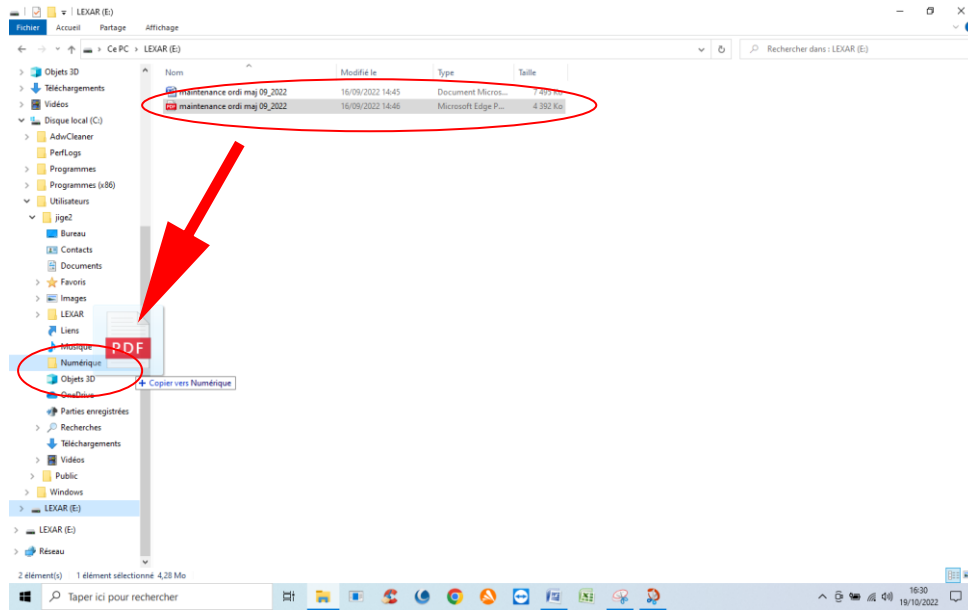 LEXAR (E:)
Fichier Accueil Partage Affichage
Ce PC > LEXAR (E:)
Rechercher dans : LEXAR (E:)
Nom Modifié le Type Taille
maintenance ordi maj 09_2022 16/09/2022 14:45 Document Micros... 7 493 Ko
maintenance ordi maj 09_2022 16/09/2022 14:46 Microsoft Edge P... 4 392 Ko
Objets 3D
Téléchargements
Vidéos
Disque local (C:)
AdwCleaner
PerfLogs
Programmes
Programmes (x86)
Utilisateurs
jige2
Bureau
Contacts
Documents
Favoris
Images
LEXAR
Liens
Musique
PDF
Numérique
Objets 3D
+ Copier vers Numérique
OneDrive
Parties enregistrées
Recherches
Téléchargements
Vidéos
Public
Windows
LEXAR (E:)
LEXAR (E:)
Réseau
2 élément(s) 1 élément sélectionné 4,28 Mo
Taper ici pour rechercher
16:30
19/10/2022